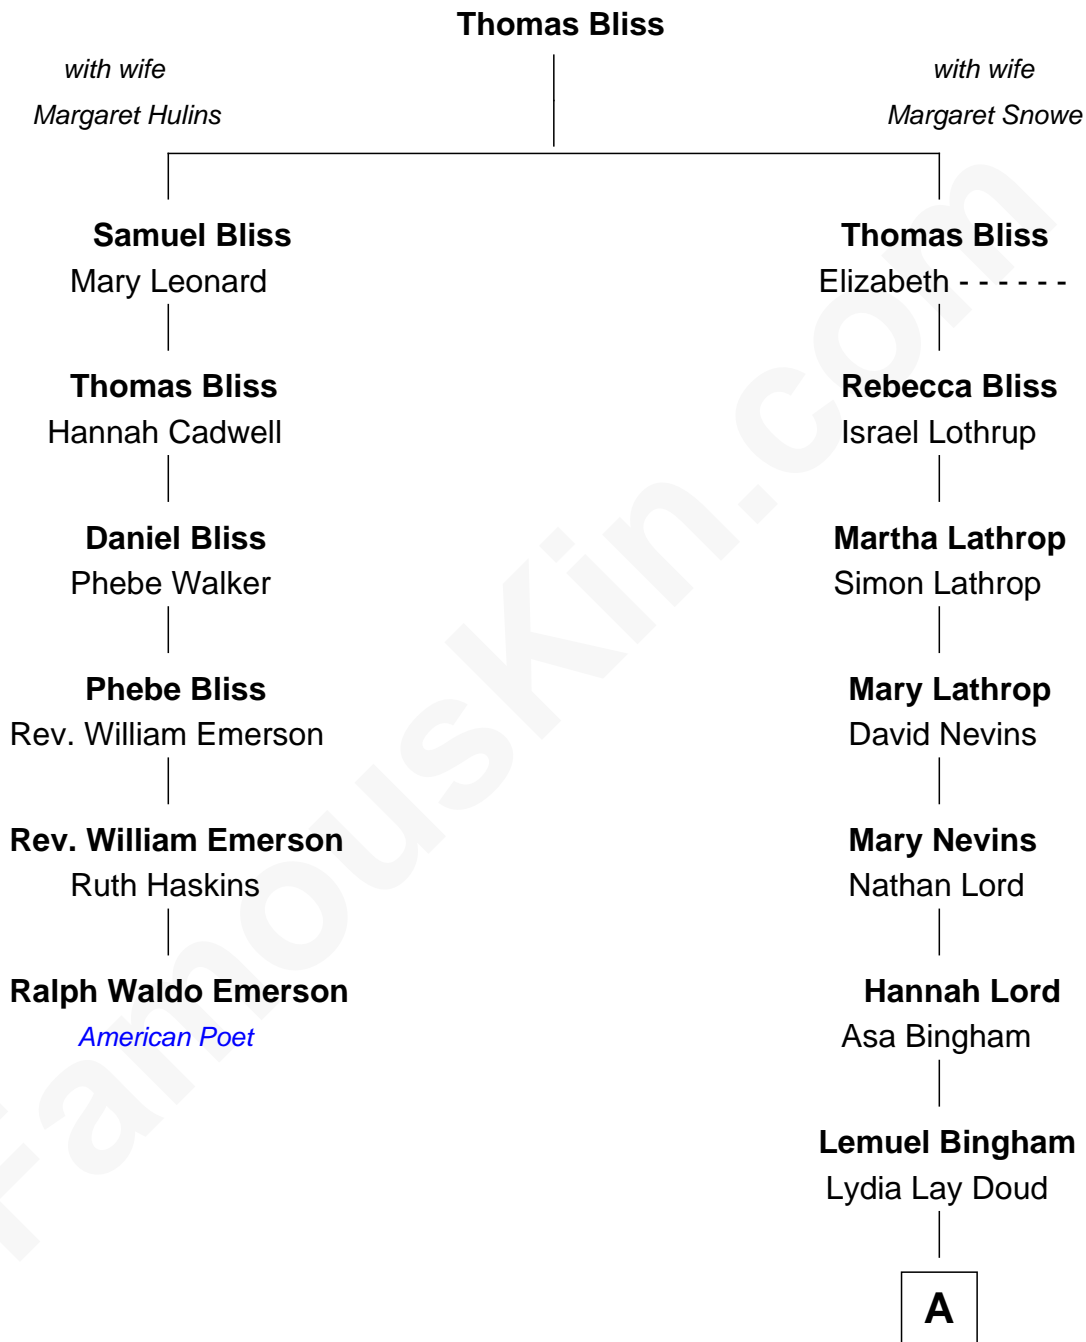 Thomas Bliss
with wife
Margaret Hulins
with wife
Margaret Snowe
Samuel Bliss
Mary Leonard
Thomas Bliss
Hannah Cadwell
Daniel Bliss
Phebe Walker
Phebe Bliss
Rev. William Emerson
Rev. William Emerson
Ruth Haskins
Ralph Waldo Emerson
American Poet
Thomas Bliss
Elizabeth - - - - - -
Rebecca Bliss
Israel Lothrup
Martha Lathrop
Simon Lathrop
Mary Lathrop
David Nevins
Mary Nevins
Nathan Lord
Hannah Lord
Asa Bingham
Lemuel Bingham
Lydia Lay Doud
A
FamousKin.com